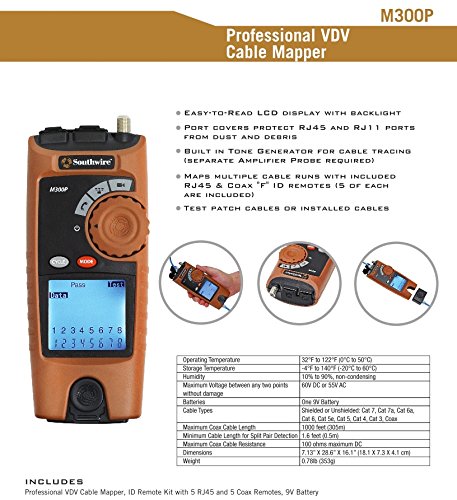 M300P
Professional VDV
Cable Mapper
Easy-to-Read LCD display with backlight
Port covers protect RJ45 and RJ11 ports
from dust and debris
Built in Tone Generator for cable tracing
(separate Amplifier Probe required)
Maps multiple cable runs with included
RJ45 & Coax "F" ID remotes (5 of each
are included)
Test patch cables or installed cables
Southwire
M300P
CYCLE
MODE
Pass Test
Data
1 2 3 4 5 6 7 8
1 2 3 4 5 6 7 8
Operating Temperature 32°F to 122°F (0°C to 50°C)
Storage Temperature -4°F to 140°F (-20°C to 60°C)
Humidity 10% to 90%, non-condensing
Maximum Voltage between any two points 60V DC or 55V AC
without damage
Batteries One 9V Battery
Cable Types Shielded or Unshielded: Cat 7, Cat 7a, Cat 6a,
Cat 6, Cat 5e, Cat 5, Cat 4, Cat 3, Coax
Maximum Coax Cable Length 1000 feet (305m)
Minimum Cable Length for Split Pair Detection 1.6 feet (0.5m)
Maximum Coax Cable Resistance 100 ohms maximum DC
Dimensions 7.13" X 28.6" X 16.1" (18.1 X 7.3 X 4.1 cm)
Weight 0.78lb (353g)
INCLUDES
Professional VDV Cable Mapper, ID Remote Kit with 5 RJ45 and 5 Coax Remotes, 9V Battery